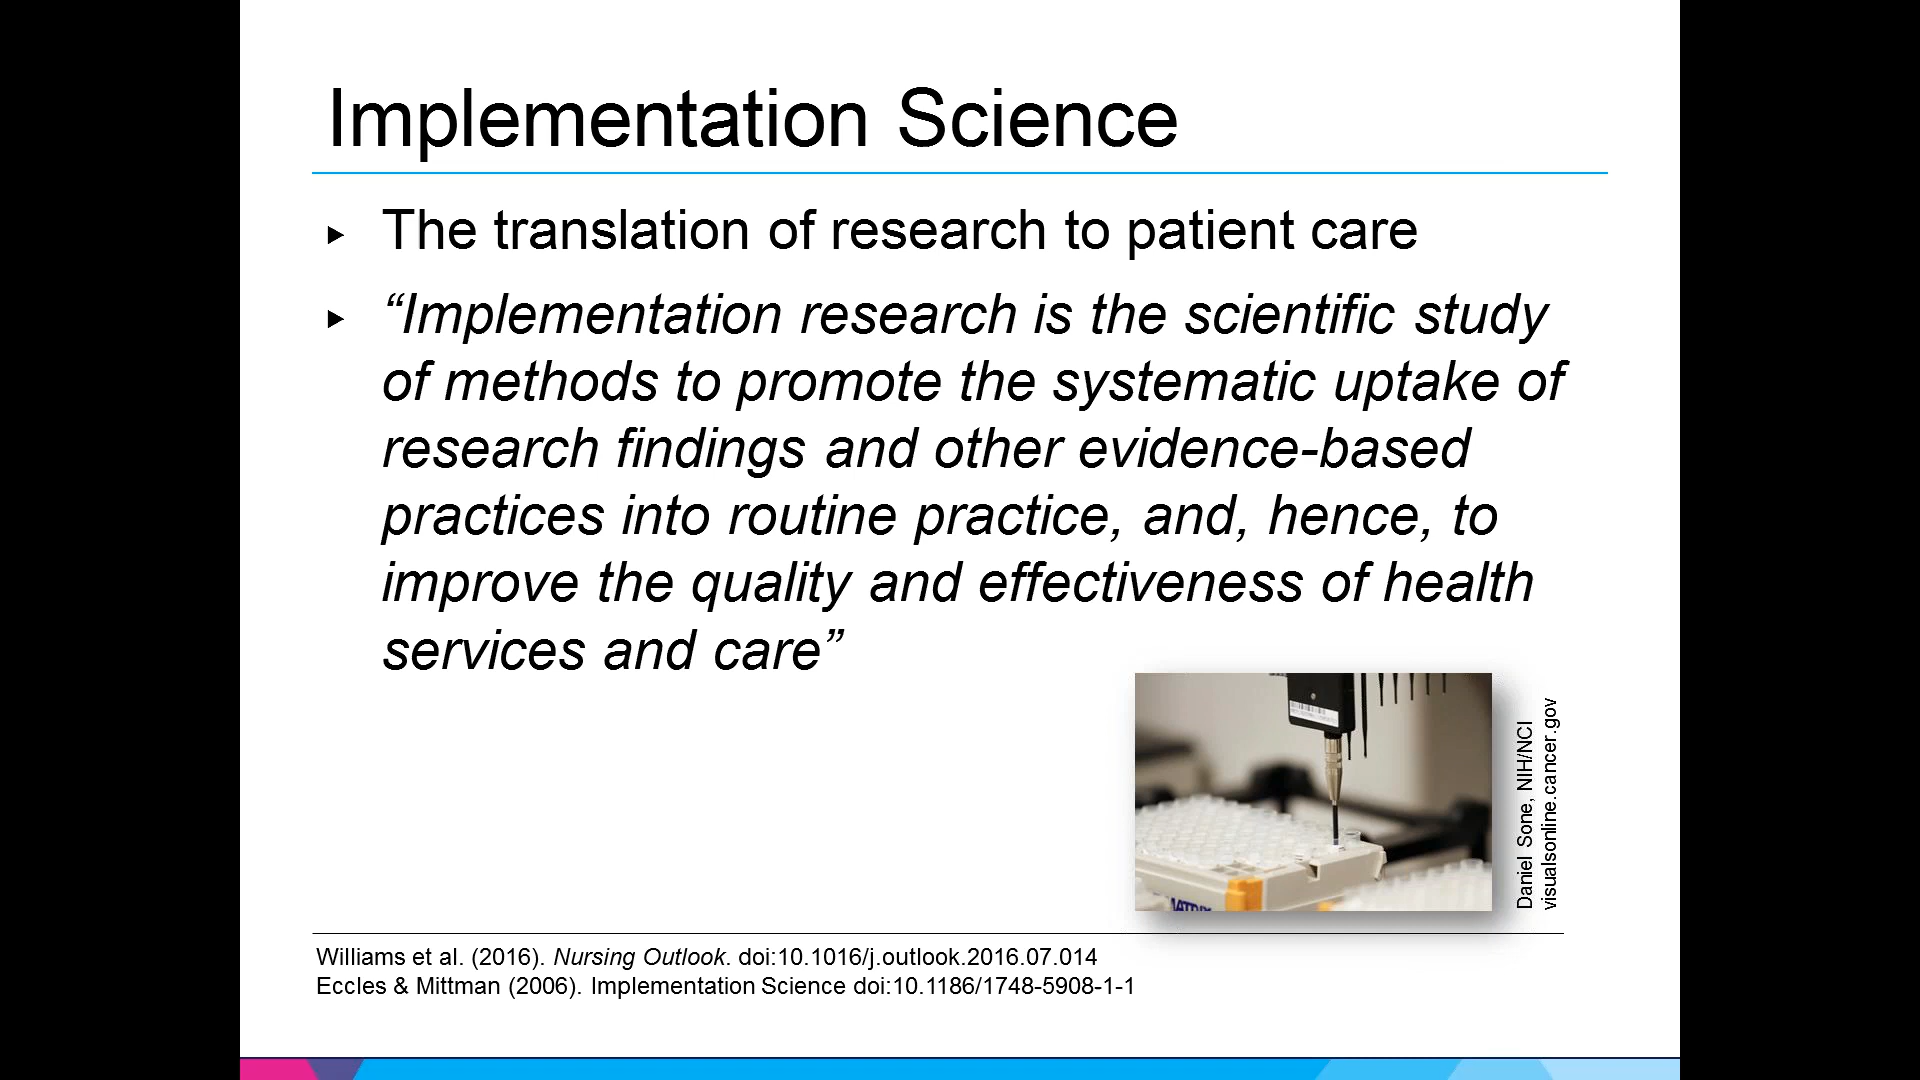 Implementation Science
▸ The translation of research to patient care
▸ “Implementation research is the scientific study
of methods to promote the systematic uptake of
research findings and other evidence-based
practices into routine practice, and, hence, to
improve the quality and effectiveness of health
services and care”
Daniel Sone, NIH/NCI
visualsonline.cancer.gov
Williams et al. (2016). Nursing Outlook. doi:10.1016/j.outlook.2016.07.014
Eccles & Mittman (2006). Implementation Science doi:10.1186/1748-5908-1-1